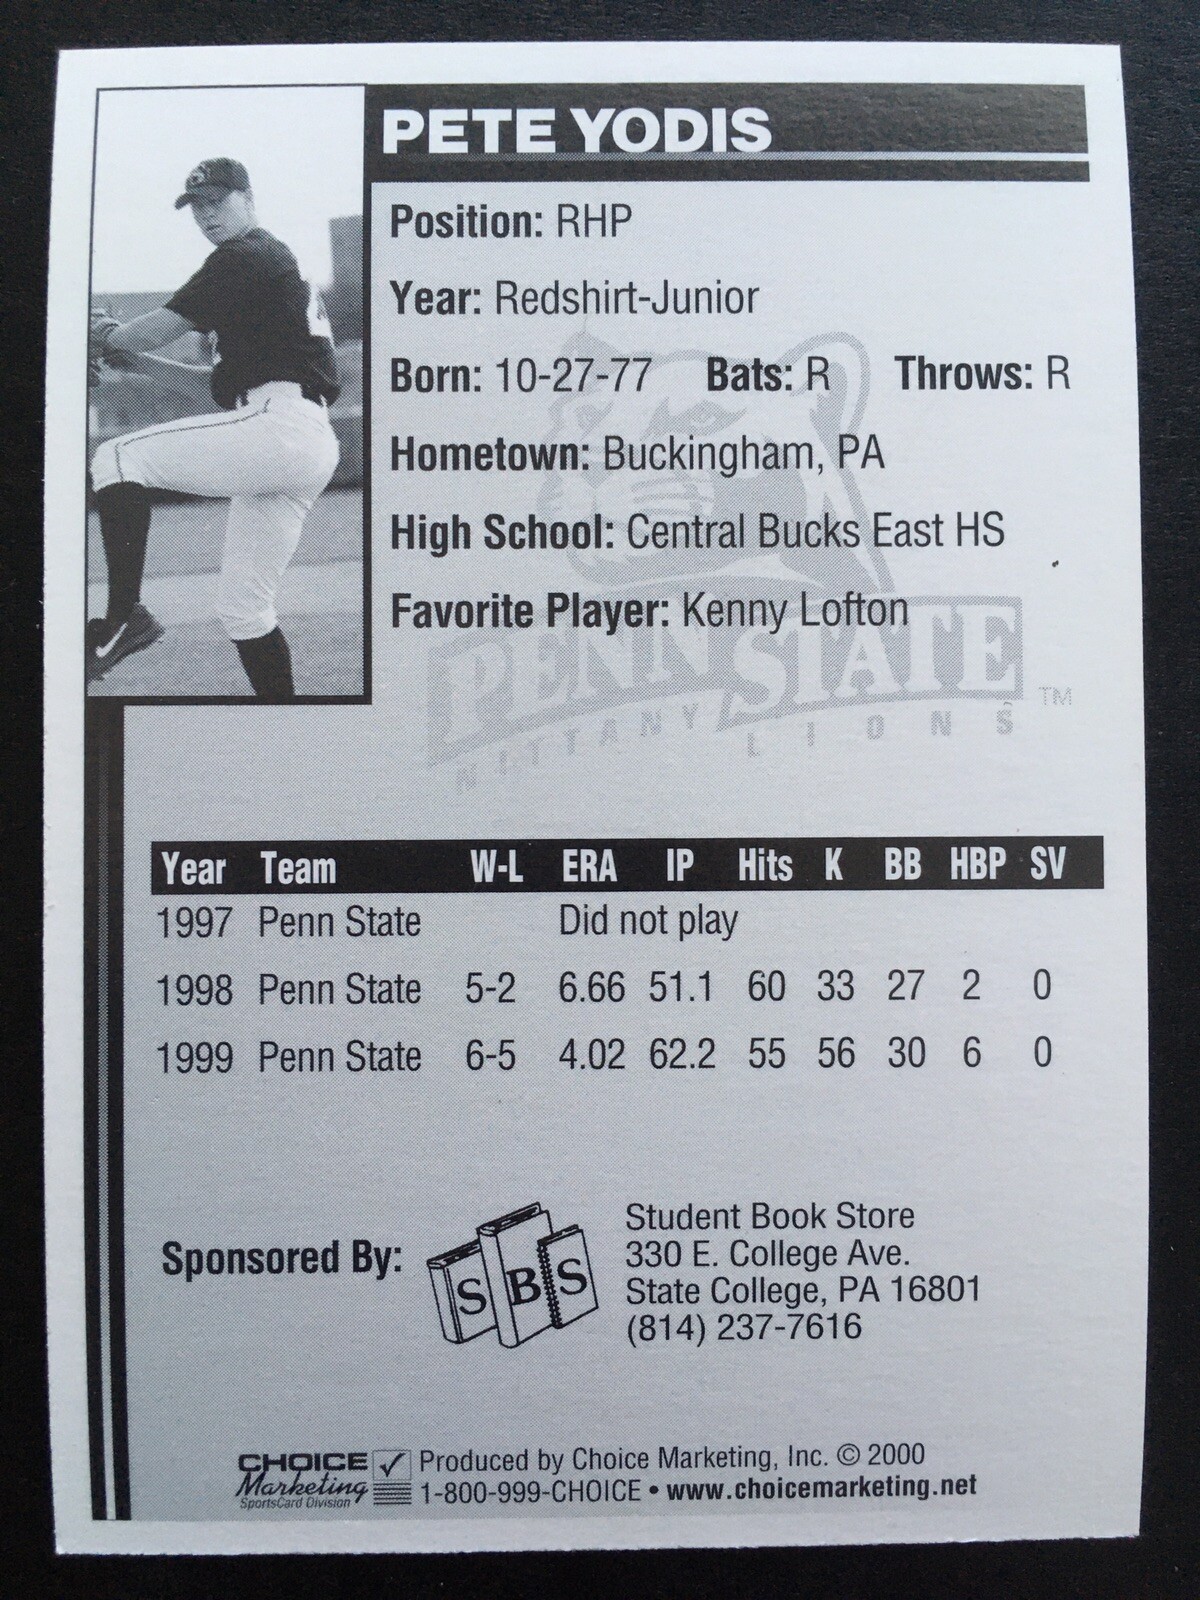 PETE YODIS
Position: RHP
Year: Redshirt-Junior
Born: 10-27-77 Bats: R Throws: R
Hometown: Buckingham, PA
High School: Central Bucks East HS
Favorite Player: Kenny Lofton
PENN STATE
NITTANY LIONS TM
Year Team W-L ERA IP Hits K BB HBP SV
1997 Penn State Did not play
1998 Penn State 5-2 6.66 51.1 60 33 27 2 0
1999 Penn State 6-5 4.02 62.2 55 56 30 6 0
Sponsored By:
SBS
Student Book Store
330 E. College Ave.
State College, PA 16801
(814) 237-7616
CHOICE
Marketing
SportsCard Division
Produced by Choice Marketing, Inc. © 2000
1-800-999-CHOICE • www.choicemarketing.net